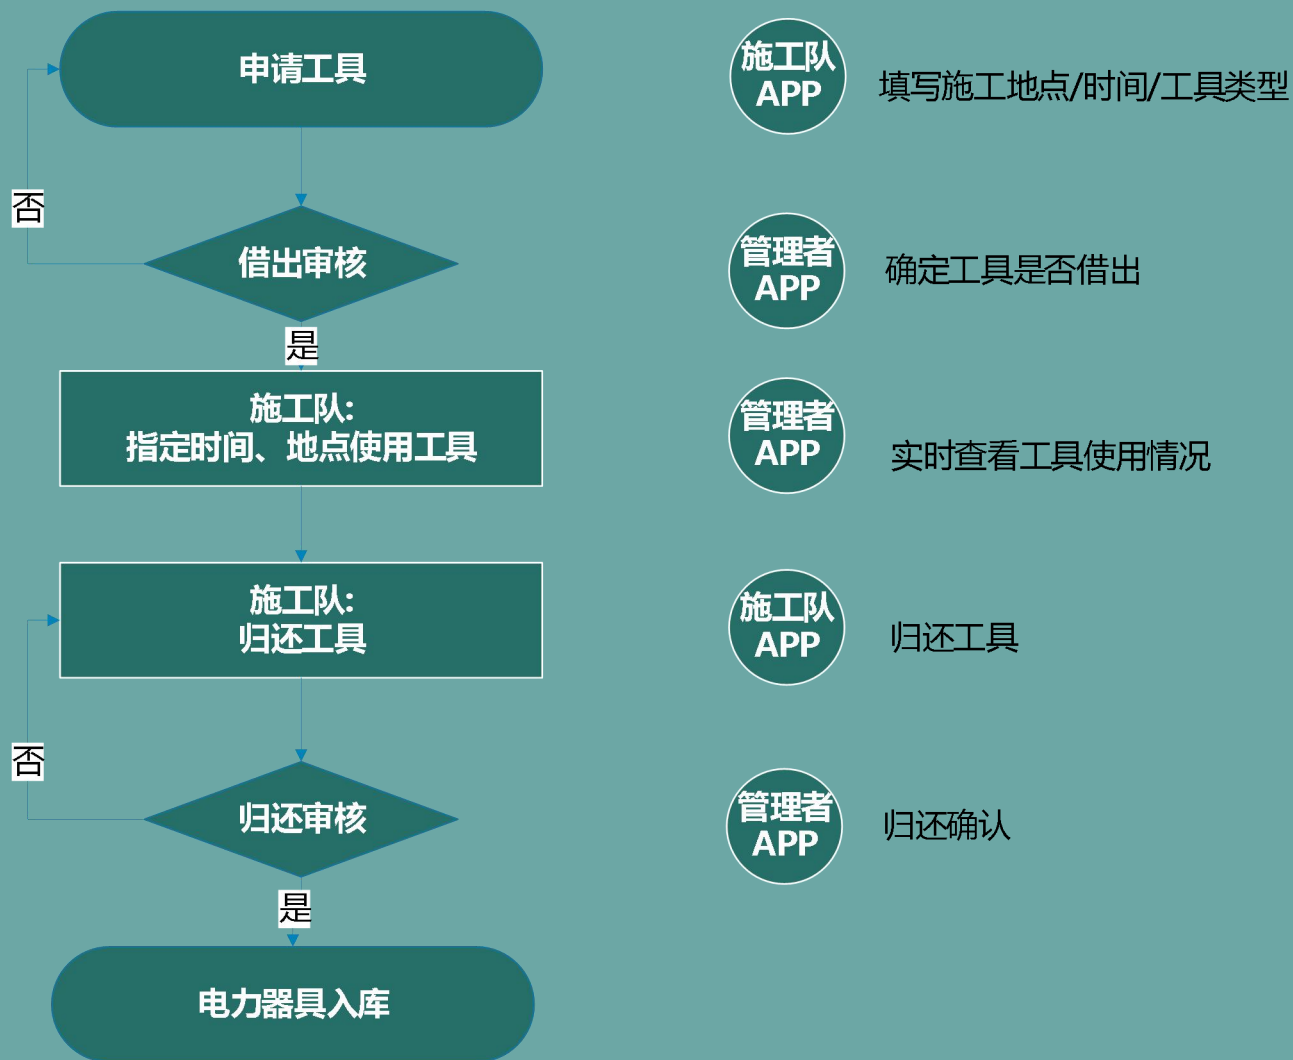 申请工具
施工队
APP
填写施工地点/时间/工具类型
否
借出审核
管理者
APP
确定工具是否借出
是
施工队:
指定时间、地点使用工具
管理者
APP
实时查看工具使用情况
施工队:
归还工具
施工队
APP
归还工具
否
归还审核
管理者
APP
归还确认
是
电力器具入库